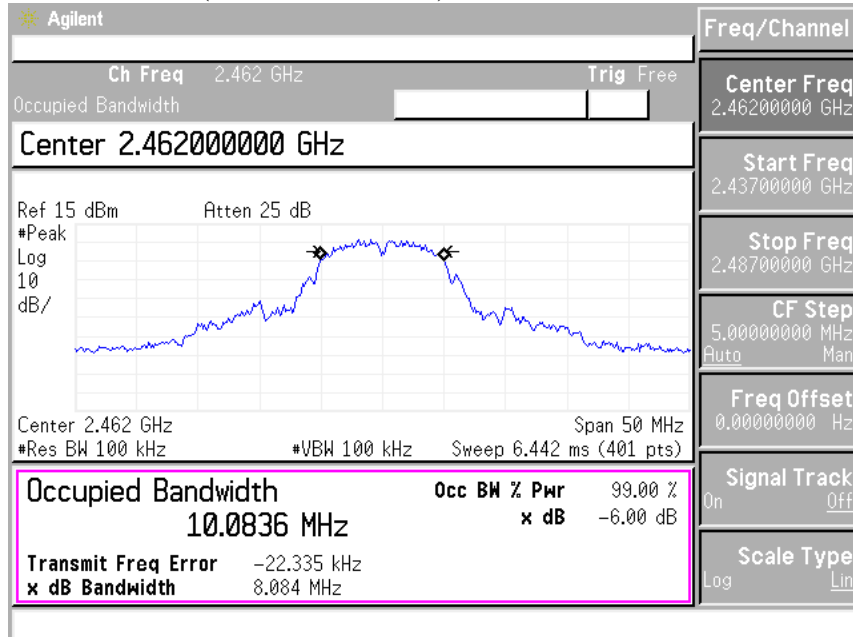 Agilent
Freq/Channel
Ch Freq 2.462 GHz Trig Free
Occupied Bandwidth
Center 2.462000000 GHz
Ref 15 dBm Atten 25 dB
#Peak
Log
10
dB/
Center 2.462 GHz Span 50 MHz
#Res BW 100 kHz #VBW 100 kHz Sweep 6.442 ms (401 pts)
Occupied Bandwidth
10.0836 MHz
Occ BW % Pwr 99.00 %
x dB -6.00 dB
Transmit Freq Error -22.335 kHz
x dB Bandwidth 8.084 MHz
Center Freq
2.46200000 GHz
Start Freq
2.43700000 GHz
Stop Freq
2.48700000 GHz
CF Step
5.00000000 MHz
Auto Man
Freq Offset
0.00000000 Hz
Signal Track
On Off
Scale Type
Log Lin